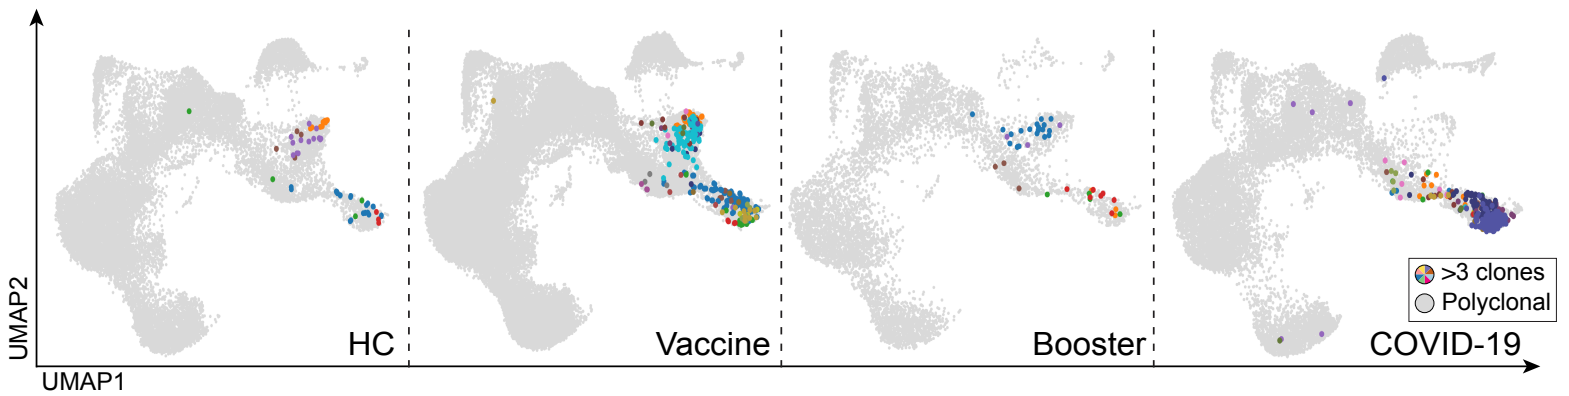 HC
Vaccine
Booster
COVID-19
>3 clones
Polyclonal
UMAP2
UMAP1